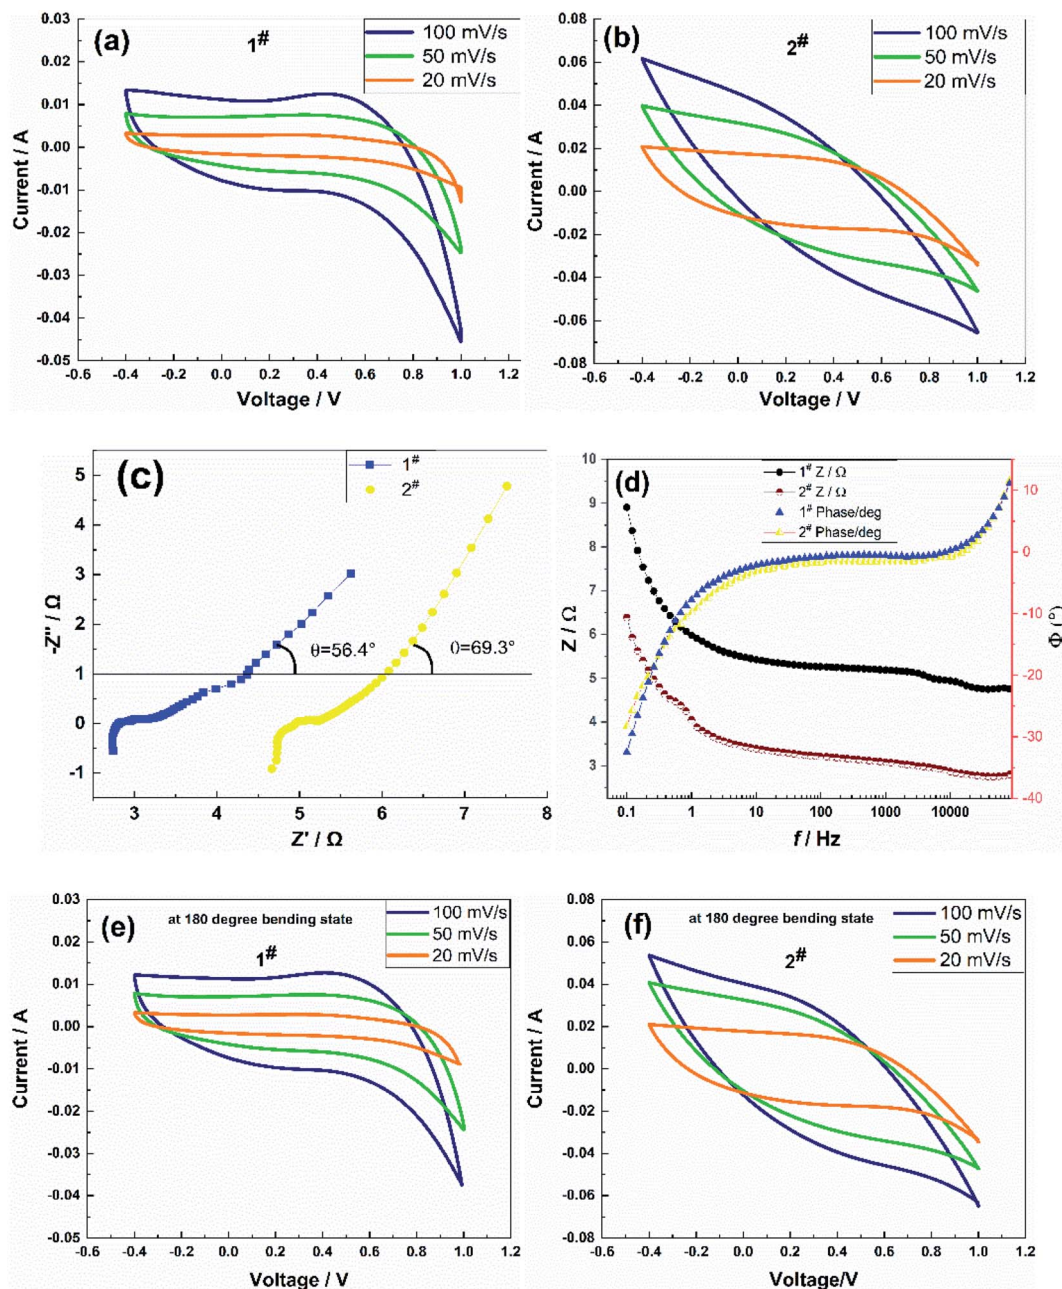 (a)
1#
100 mV/s
50 mV/s
20 mV/s
0.03
0.02
0.01
0.00
-0.01
-0.02
-0.03
-0.04
-0.05
Current / A
-0.6 -0.4 -0.2 0.0 0.2 0.4 0.6 0.8 1.0 1.2
Voltage / V
(b)
2#
100 mV/s
50 mV/s
20 mV/s
0.08
0.06
0.04
0.02
0.00
-0.02
-0.04
-0.06
-0.08
Current / A
-0.6 -0.4 -0.2 0.0 0.2 0.4 0.6 0.8 1.0 1.2
Voltage / V
(c)
1#
2#
5
4
3
2
1
0
-1
-Z'' / Ω
θ=56.4°
θ=69.3°
3 4 5 6 7 8
Z' / Ω
(d)
1# Z / Ω
2# Z / Ω
1# Phase/deg
2# Phase/deg
10
9
8
7
6
5
4
3
Z / Ω
10
0
-10
-20
-30
-40
Φ (°)
0.1 1 10 100 1000 10000
f / Hz
(e)
at 180 degree bending state
1#
100 mV/s
50 mV/s
20 mV/s
0.03
0.02
0.01
0.00
-0.01
-0.02
-0.03
-0.04
-0.05
Current / A
-0.6 -0.4 -0.2 0.0 0.2 0.4 0.6 0.8 1.0 1.2
Voltage / V
(f)
at 180 degree bending state
2#
100 mV/s
50 mV/s
20 mV/s
0.08
0.06
0.04
0.02
0.00
-0.02
-0.04
-0.06
-0.08
Current / A
-0.6 -0.4 -0.2 0.0 0.2 0.4 0.6 0.8 1.0 1.2
Voltage/V